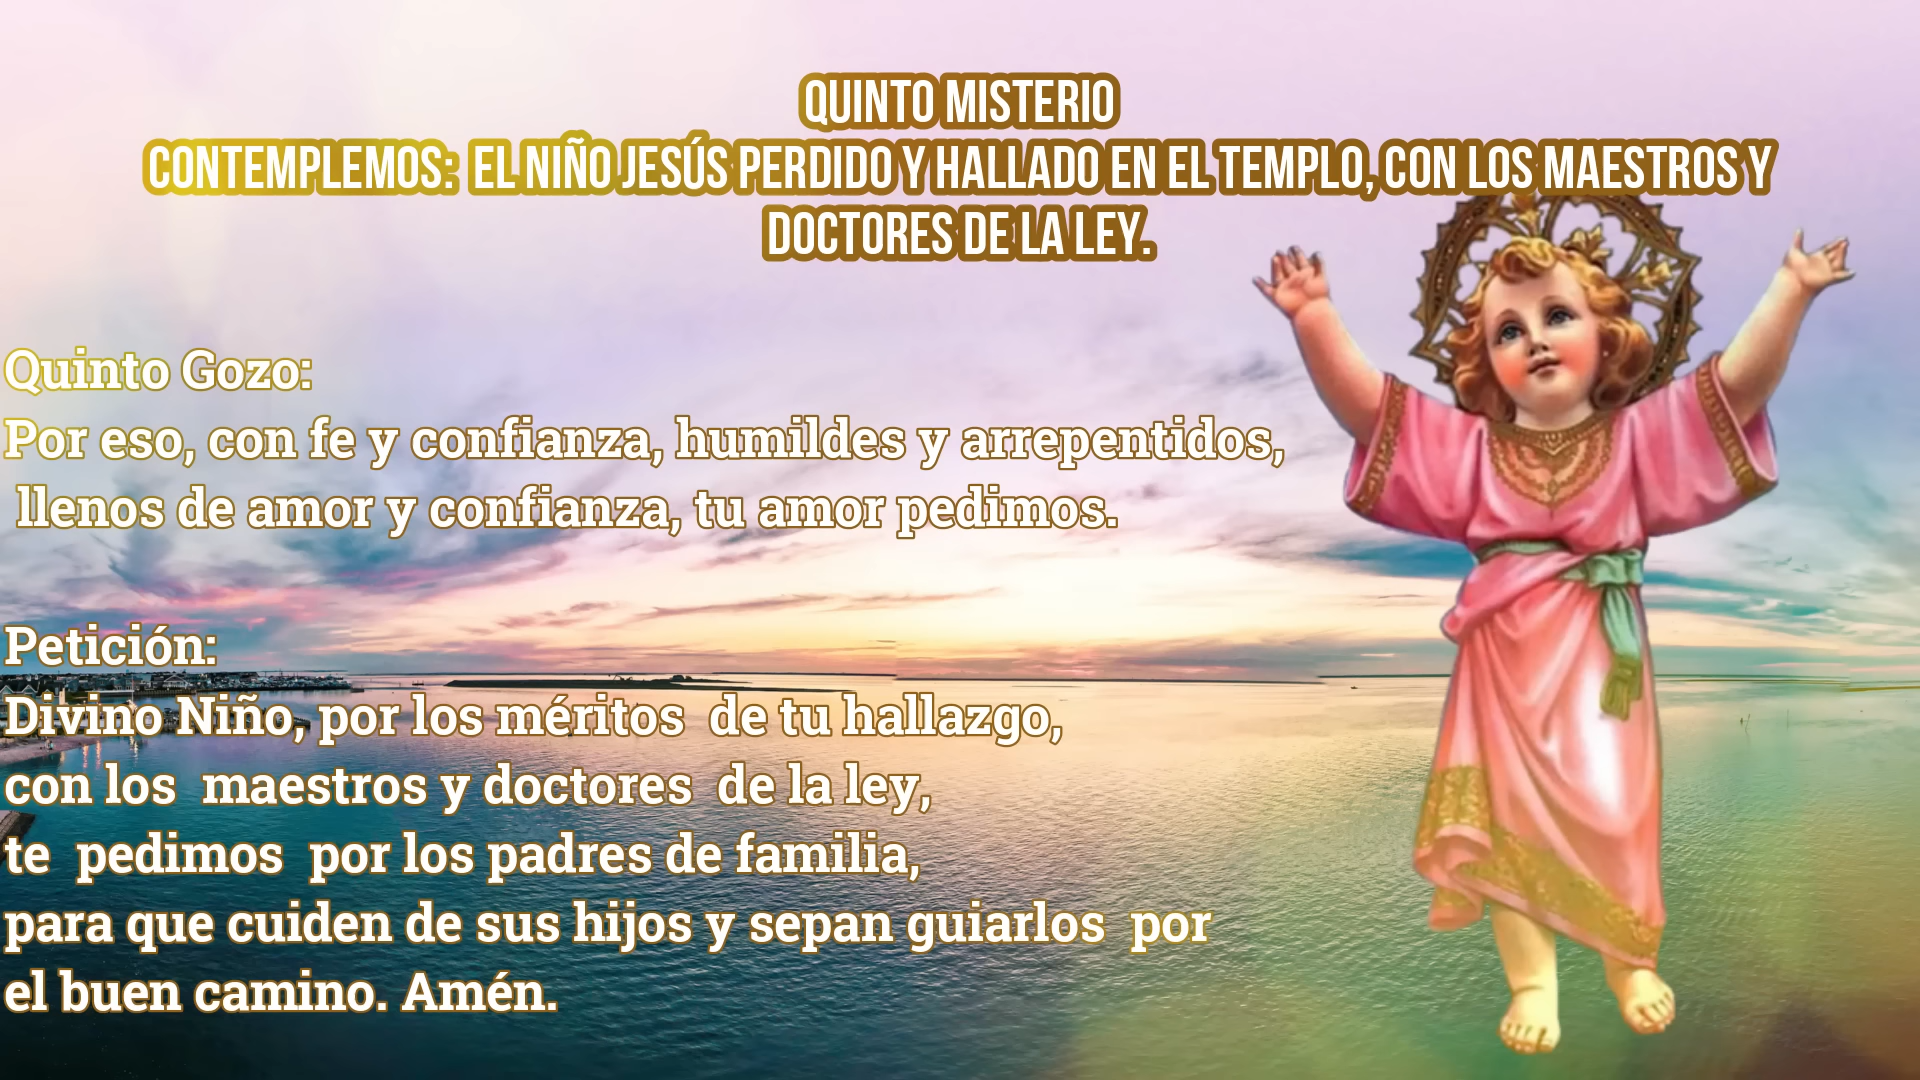 QUINTO MISTERIO
CONTEMPLEMOS: EL NIÑO JESÚS PERDIDO Y HALLADO EN EL TEMPLO, CON LOS MAESTROS Y
DOCTORES DE LA LEY.
Quinto Gozo:
Por eso, con fe y confianza, humildes y arrepentidos,
llenos de amor y confianza, tu amor pedimos.
Petición:
Divino Niño, por los méritos de tu hallazgo,
con los maestros y doctores de la ley,
te pedimos por los padres de familia,
para que cuiden de sus hijos y sepan guiarlos por
el buen camino. Amén.